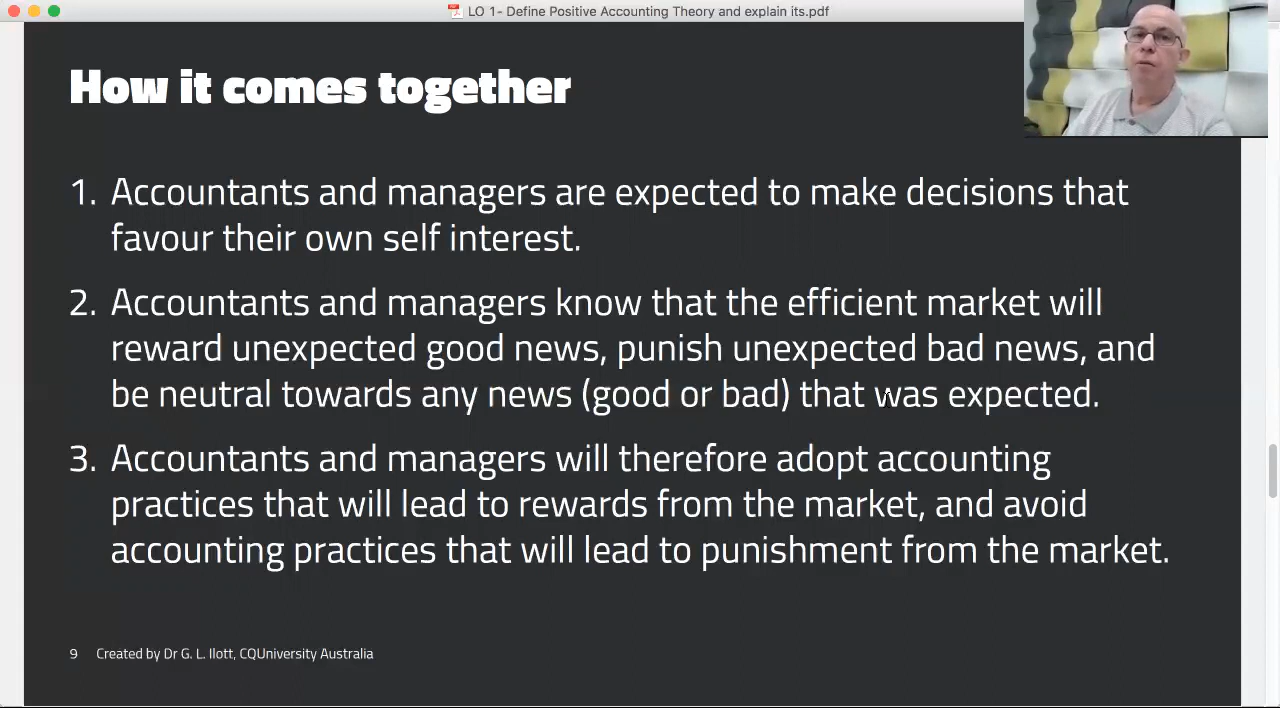 LO 1- Define Positive Accounting Theory and explain its.pdf
How it comes together
1. Accountants and managers are expected to make decisions that
favour their own self interest.
2. Accountants and managers know that the efficient market will
reward unexpected good news, punish unexpected bad news, and
be neutral towards any news (good or bad) that was expected.
3. Accountants and managers will therefore adopt accounting
practices that will lead to rewards from the market, and avoid
accounting practices that will lead to punishment from the market.
9 Created by Dr G. L. Ilott, CQUniversity Australia